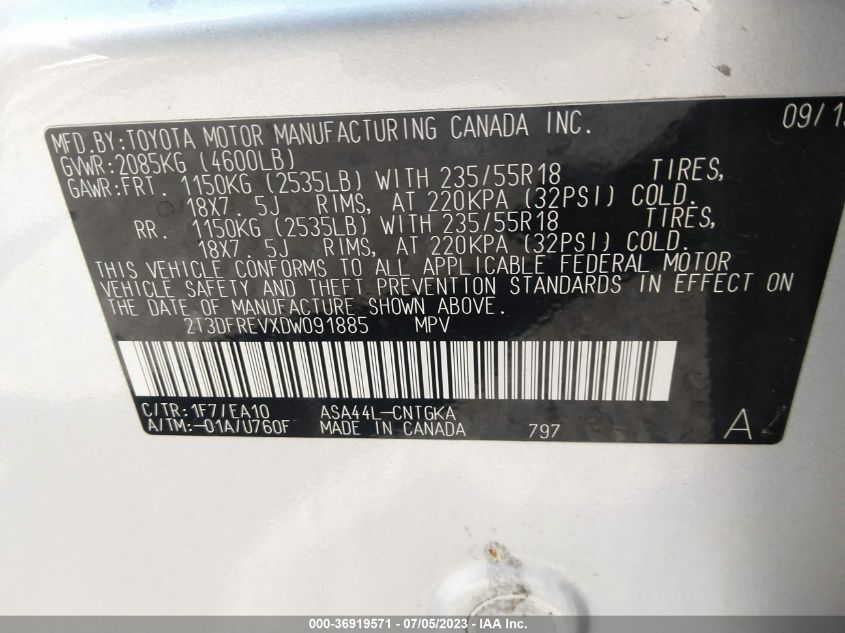 MFD.BY:TOYOTA MOTOR MANUFACTURING CANADA INC. 09/13
GVWR:2085KG (4600LB)
GAWR:FRT. 1150KG (2535LB) WITH 235/55R18 TIRES,
18X7. 5J RIMS, AT 220KPA (32PSI) COLD.
RR. 1150KG (2535LB) WITH 235/55R18 TIRES,
18X7. 5J RIMS, AT 220KPA (32PSI) COLD.
THIS VEHICLE CONFORMS TO ALL APPLICABLE FEDERAL MOTOR
VEHICLE SAFETY AND THEFT PREVENTION STANDARDS IN EFFECT ON
THE DATE OF MANUFACTURE SHOWN ABOVE.
2T3DFREVXDW091885 MPV
C/TR:1F7/EA10 ASA44L-CNTGKA
A/TM:-01A/U760F MADE IN CANADA 797 A
000-36919571 - 07/05/2023 - www.iaai.com